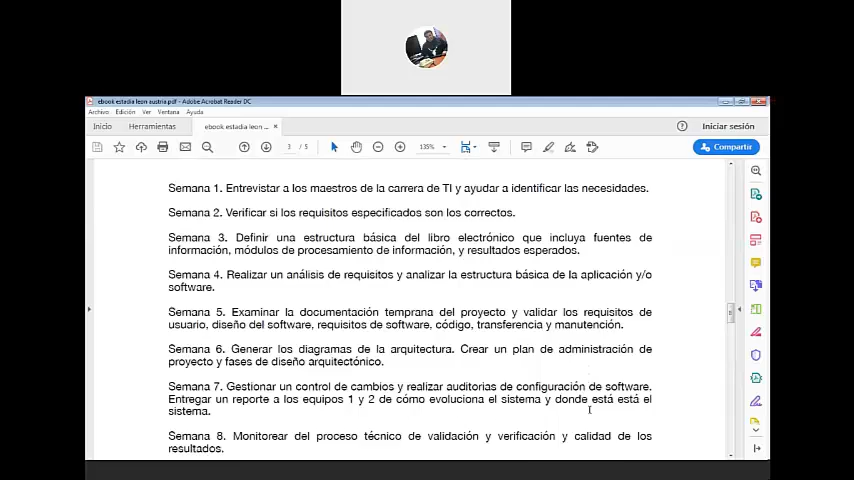 ebook estadia leon austria.pdf - Adobe Acrobat Reader DC
Archivo Edición Ver Ventana Ayuda
Inicio Herramientas ebook estadia leon ... × Iniciar sesión
3 / 5 135% Compartir
Semana 1. Entrevistar a los maestros de la carrera de TI y ayudar a identificar las necesidades.
Semana 2. Verificar si los requisitos especificados son los correctos.
Semana 3. Definir una estructura básica del libro electrónico que incluya fuentes de
información, módulos de procesamiento de información, y resultados esperados.
Semana 4. Realizar un análisis de requisitos y analizar la estructura básica de la aplicación y/o
software.
Semana 5. Examinar la documentación temprana del proyecto y validar los requisitos de
usuario, diseño del software, requisitos de software, código, transferencia y manutención.
Semana 6. Generar los diagramas de la arquitectura. Crear un plan de administración de
proyecto y fases de diseño arquitectónico.
Semana 7. Gestionar un control de cambios y realizar auditorias de configuración de software.
Entregar un reporte a los equipos 1 y 2 de cómo evoluciona el sistema y donde está está el
sistema.
Semana 8. Monitorear del proceso técnico de validación y verificación y calidad de los
resultados.